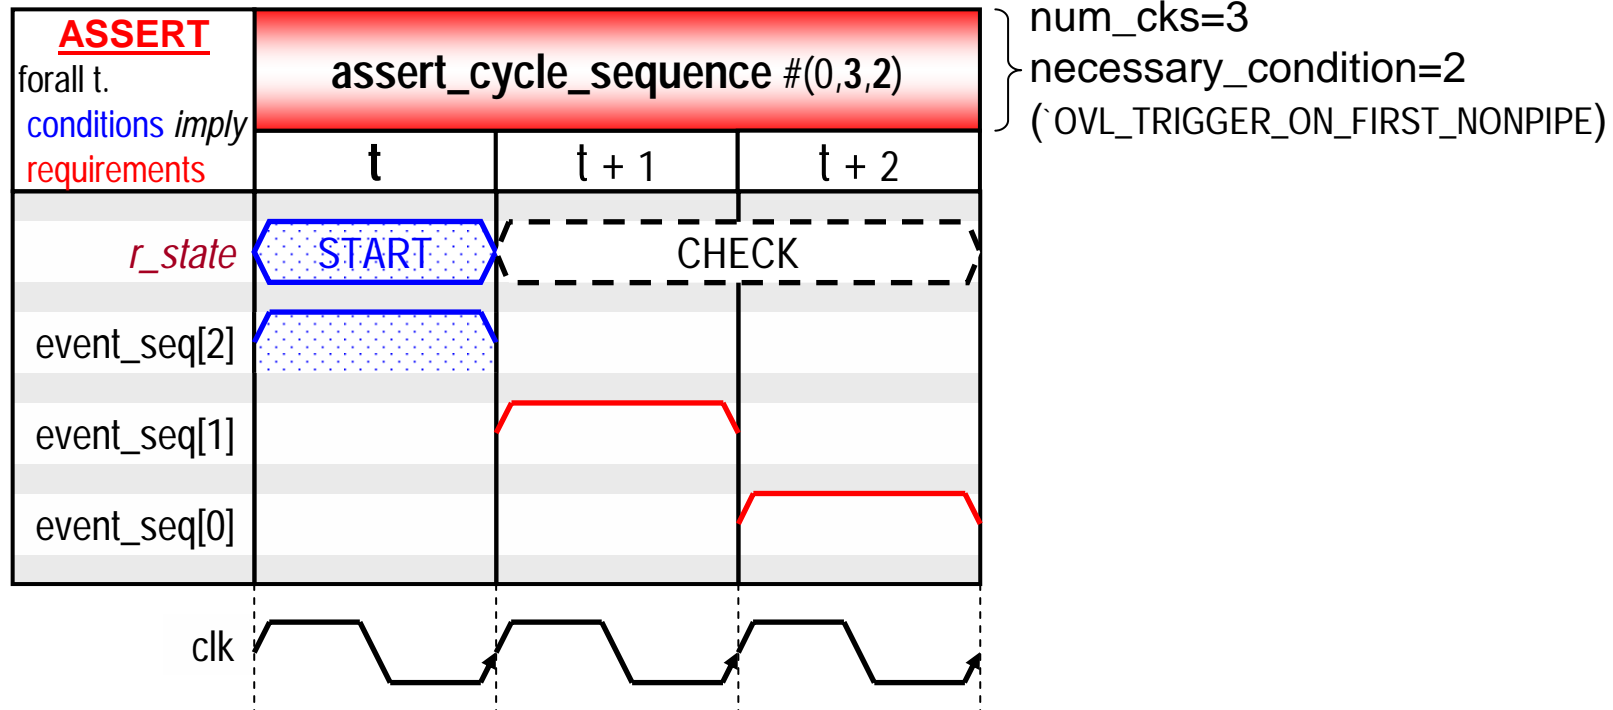 ASSERT
forall t.
conditions imply
requirements
assert_cycle_sequence #(0,3,2)
num_cks=3
necessary_condition=2
(`OVL_TRIGGER_ON_FIRST_NONPIPE)
t
t + 1
t + 2
r_state
START
CHECK
event_seq[2]
event_seq[1]
event_seq[0]
clk